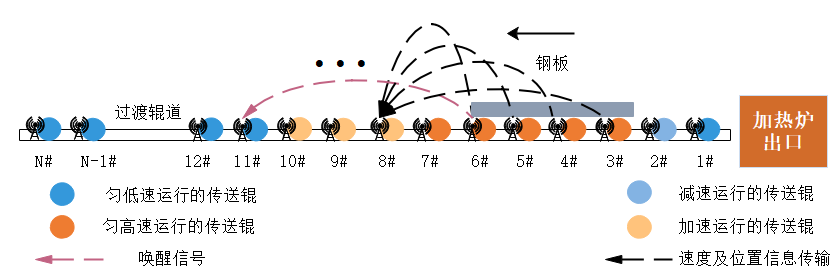 钢板
过渡辊道
加热炉
出口
N# N-1# 12# 11# 10# 9# 8# 7# 6# 5# 4# 3# 2# 1#
匀低速运行的传送辊 减速运行的传送辊
匀高速运行的传送辊 加速运行的传送辊
唤醒信号 速度及位置信息传输